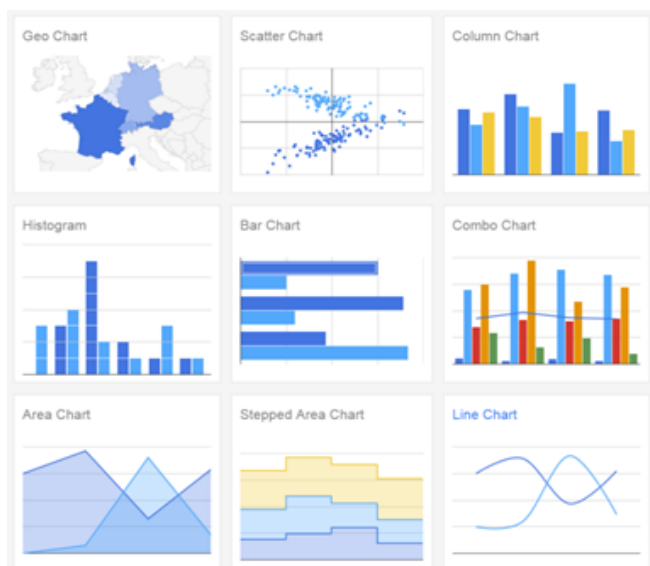 Geo Chart
Scatter Chart
Column Chart
Histogram
Bar Chart
Combo Chart
Area Chart
Stepped Area Chart
Line Chart